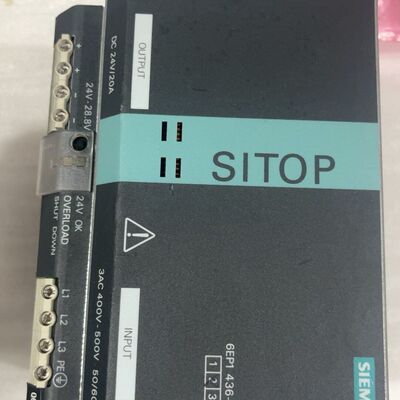 OUTPUT
DC 24V/20A
+
+
-
-
24V-28.8V
SITOP
24V OK
OVERLOAD
SHUT DOWN
3AC 400V - 500V 50/60
L1
L2
L3
PE
INPUT
6EP1 436-
1
2
3
SIEM